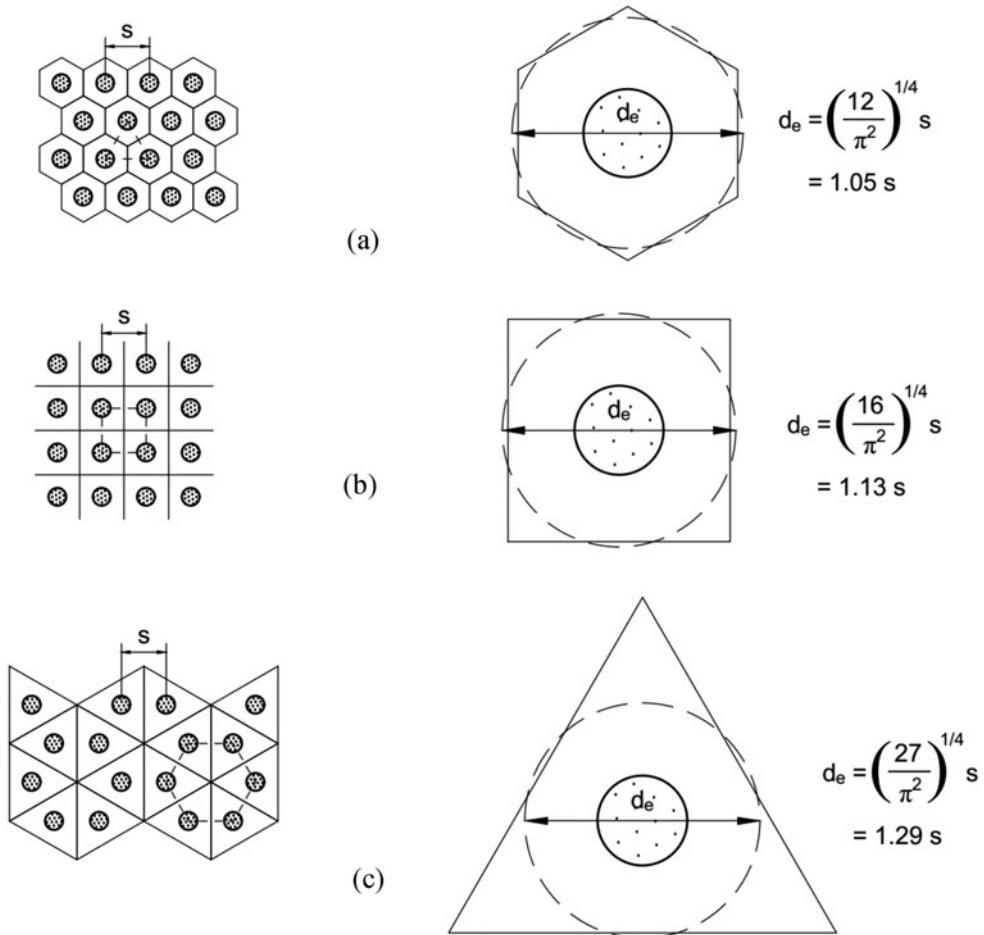 s
d_e
d_e = (12/π²)^1/4 s
= 1.05 s
(a)
s
d_e
d_e = (16/π²)^1/4 s
= 1.13 s
(b)
s
d_e
d_e = (27/π²)^1/4 s
= 1.29 s
(c)